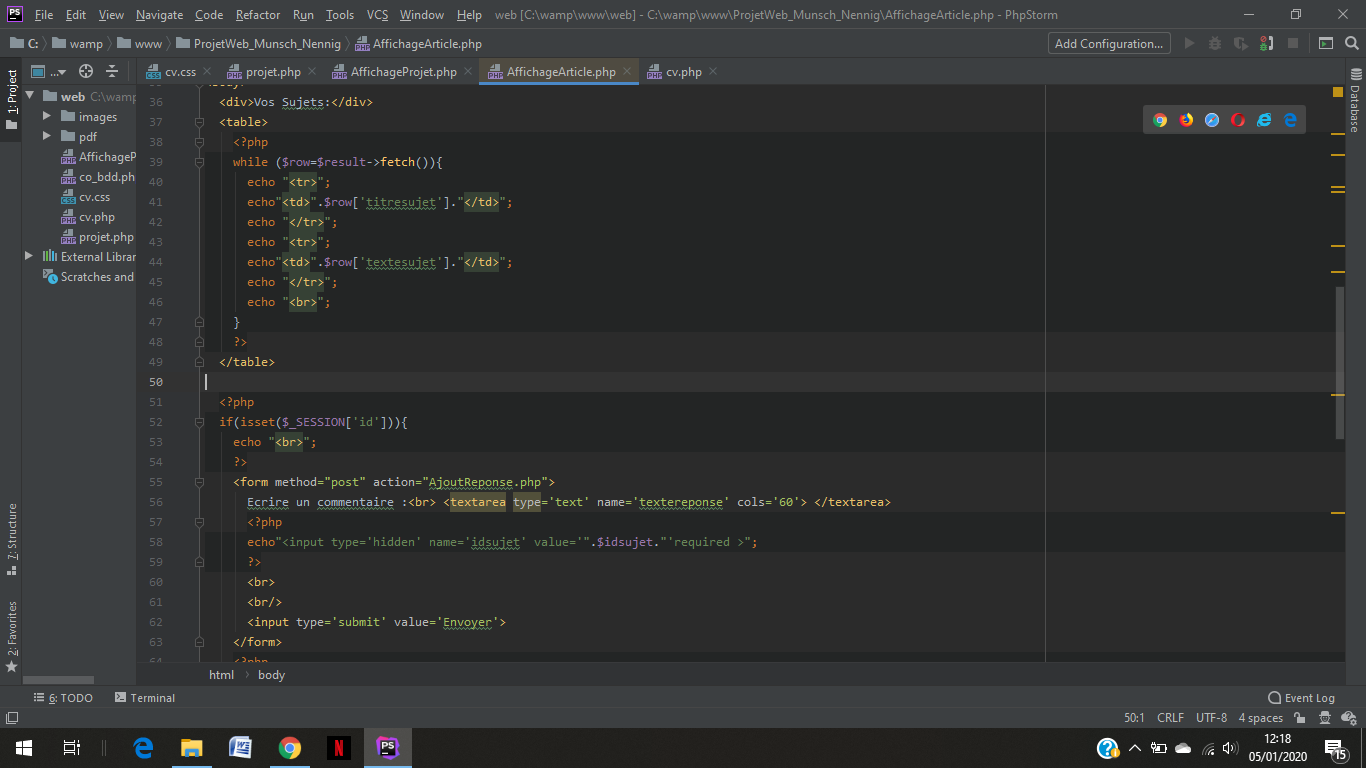 PS File Edit View Navigate Code Refactor Run Tools VCS Window Help web [C:\wamp\www\web] - C:\wamp\www\ProjetWeb_Munsch_Nennig\AffichageArticle.php - PhpStorm
C: wamp www ProjetWeb_Munsch_Nennig AffichageArticle.php Add Configuration...
1: Project
... cv.css projet.php AffichageProjet.php AffichageArticle.php cv.php
Database
web C:\wamp
images
pdf
AffichageP
co_bdd.ph
cv.css
cv.php
projet.php
External Librar
Scratches and
36 <div>Vos Sujets:</div>
37 <table>
38 <?php
39 while ($row=$result->fetch()){
40 echo "<tr>";
41 echo"<td>".$row['titresujet']."</td>";
42 echo "</tr>";
43 echo "<tr>";
44 echo"<td>".$row['textesujet']."</td>";
45 echo "</tr>";
46 echo "<br>";
47 }
48 ?>
49 </table>
50
51 <?php
52 if(isset($_SESSION['id'])){
53 echo "<br>";
54 ?>
55 <form method="post" action="AjoutReponse.php">
56 Ecrire un commentaire :<br> <textarea type='text' name='textereponse' cols='60'> </textarea>
57 <?php
58 echo"<input type='hidden' name='idsujet' value='".$idsujet."'required >";
59 ?>
60 <br>
61 <br/>
62 <input type='submit' value='Envoyer'>
63 </form>
64 <?php
7: Structure
2: Favorites
html body
6: TODO Terminal Event Log
50:1 CRLF UTF-8 4 spaces
12:18
05/01/2020
15